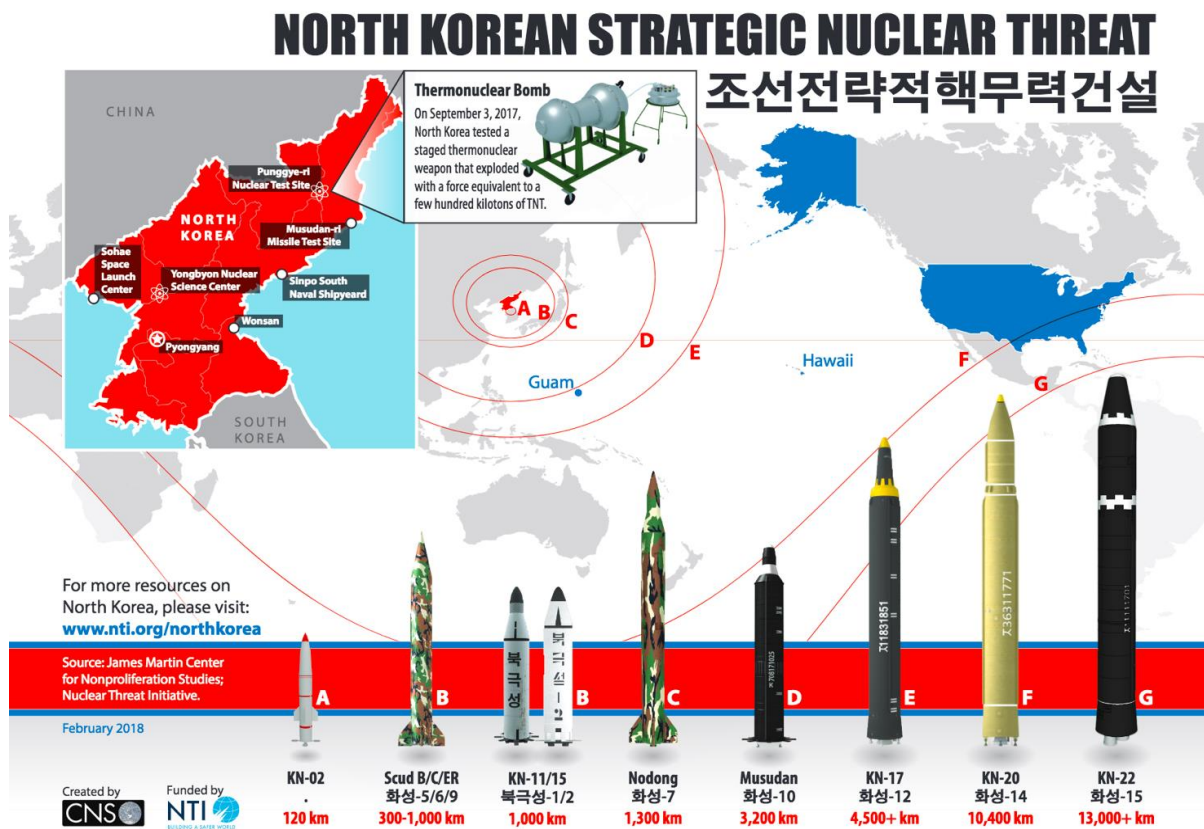 NORTH KOREAN STRATEGIC NUCLEAR THREAT
조선전략적핵무력건설
CHINA
Thermonuclear Bomb
On September 3, 2017,
North Korea tested a
staged thermonuclear
weapon that exploded
with a force equivalent to a
few hundred kilotons of TNT.
Punggye-ri
Nuclear Test Site
NORTH
KOREA
Musudan-ri
Missile Test Site
Sohae
Space
Launch
Center
Yongbyon Nuclear
Science Center
Sinpo South
Naval Shipyeard
Wonsan
Pyongyang
SOUTH
KOREA
A
B
C
D
E
F
G
Guam
Hawaii
For more resources on
North Korea, please visit:
www.nti.org/northkorea
Source: James Martin Center
for Nonproliferation Studies;
Nuclear Threat Initiative.
February 2018
Created by
CNS
Funded by
NTI
BUILDING A SAFER WORLD
북극성
북극성-2
ㅈ11831851
ㅈ36311771
A B B C D E F G
KN-02 Scud B/C/ER KN-11/15 Nodong Musudan KN-17 KN-20 KN-22
. 화성-5/6/9 북극성-1/2 화성-7 화성-10 화성-12 화성-14 화성-15
120 km 300-1,000 km 1,000 km 1,300 km 3,200 km 4,500+ km 10,400 km 13,000+ km